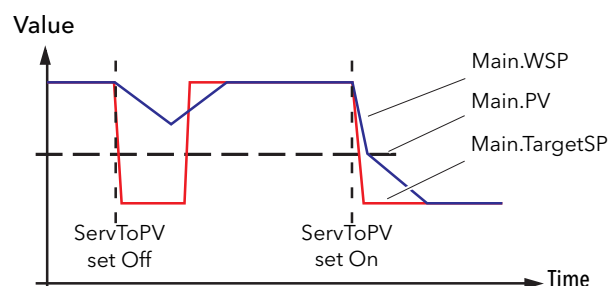 Value
Main.WSP
Main.PV
Main.TargetSP
ServToPV
set Off
ServToPV
set On
Time